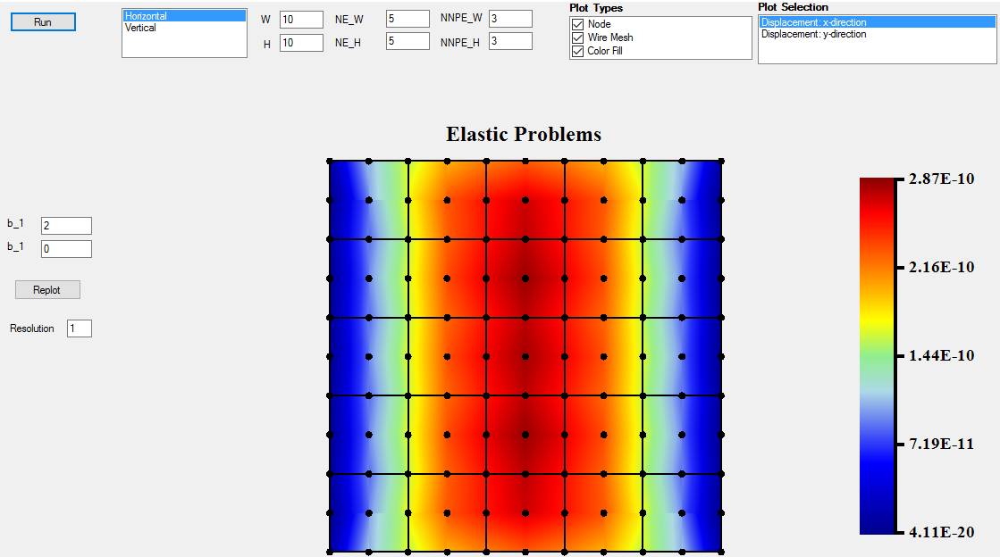 Run
Horizontal
Vertical
W 10 NE_W 5 NNPE_W 3
H 10 NE_H 5 NNPE_H 3
Plot Types
Node
Wire Mesh
Color Fill
Plot Selection
Displacement: x-direction
Displacement: y-direction
Elastic Problems
b_1 2
b_1 0
Replot
Resolution 1
2.87E-10
2.16E-10
1.44E-10
7.19E-11
4.11E-20